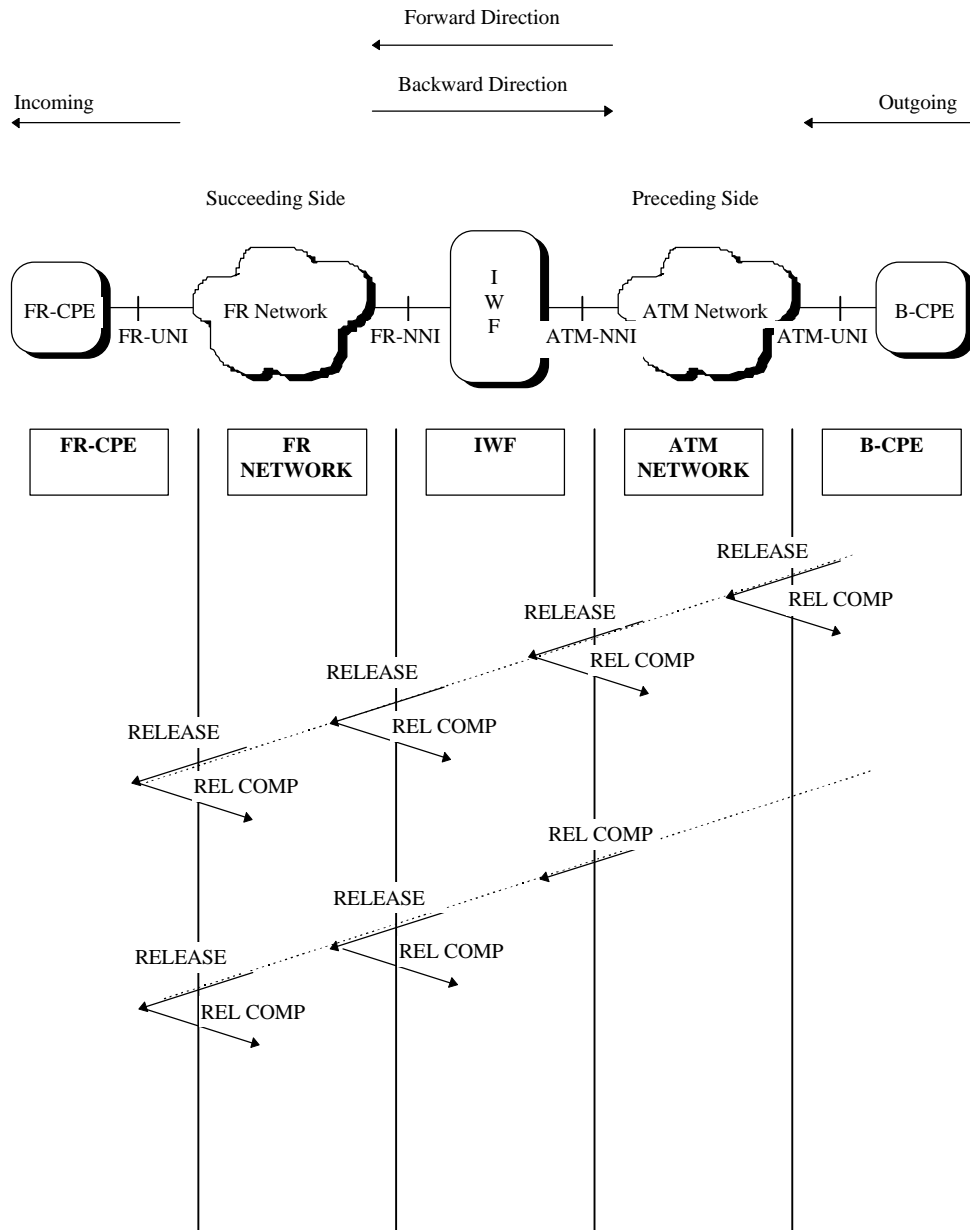 Forward Direction
Backward Direction
Incoming
Outgoing
Succeeding Side
Preceding Side
I
W
F
FR-CPE
FR Network
ATM Network
B-CPE
FR-UNI
FR-NNI
ATM-NNI
ATM-UNI
FR-CPE
FR
NETWORK
IWF
ATM
NETWORK
B-CPE
RELEASE
REL COMP
RELEASE
REL COMP
RELEASE
REL COMP
RELEASE
REL COMP
REL COMP
RELEASE
REL COMP
RELEASE
REL COMP